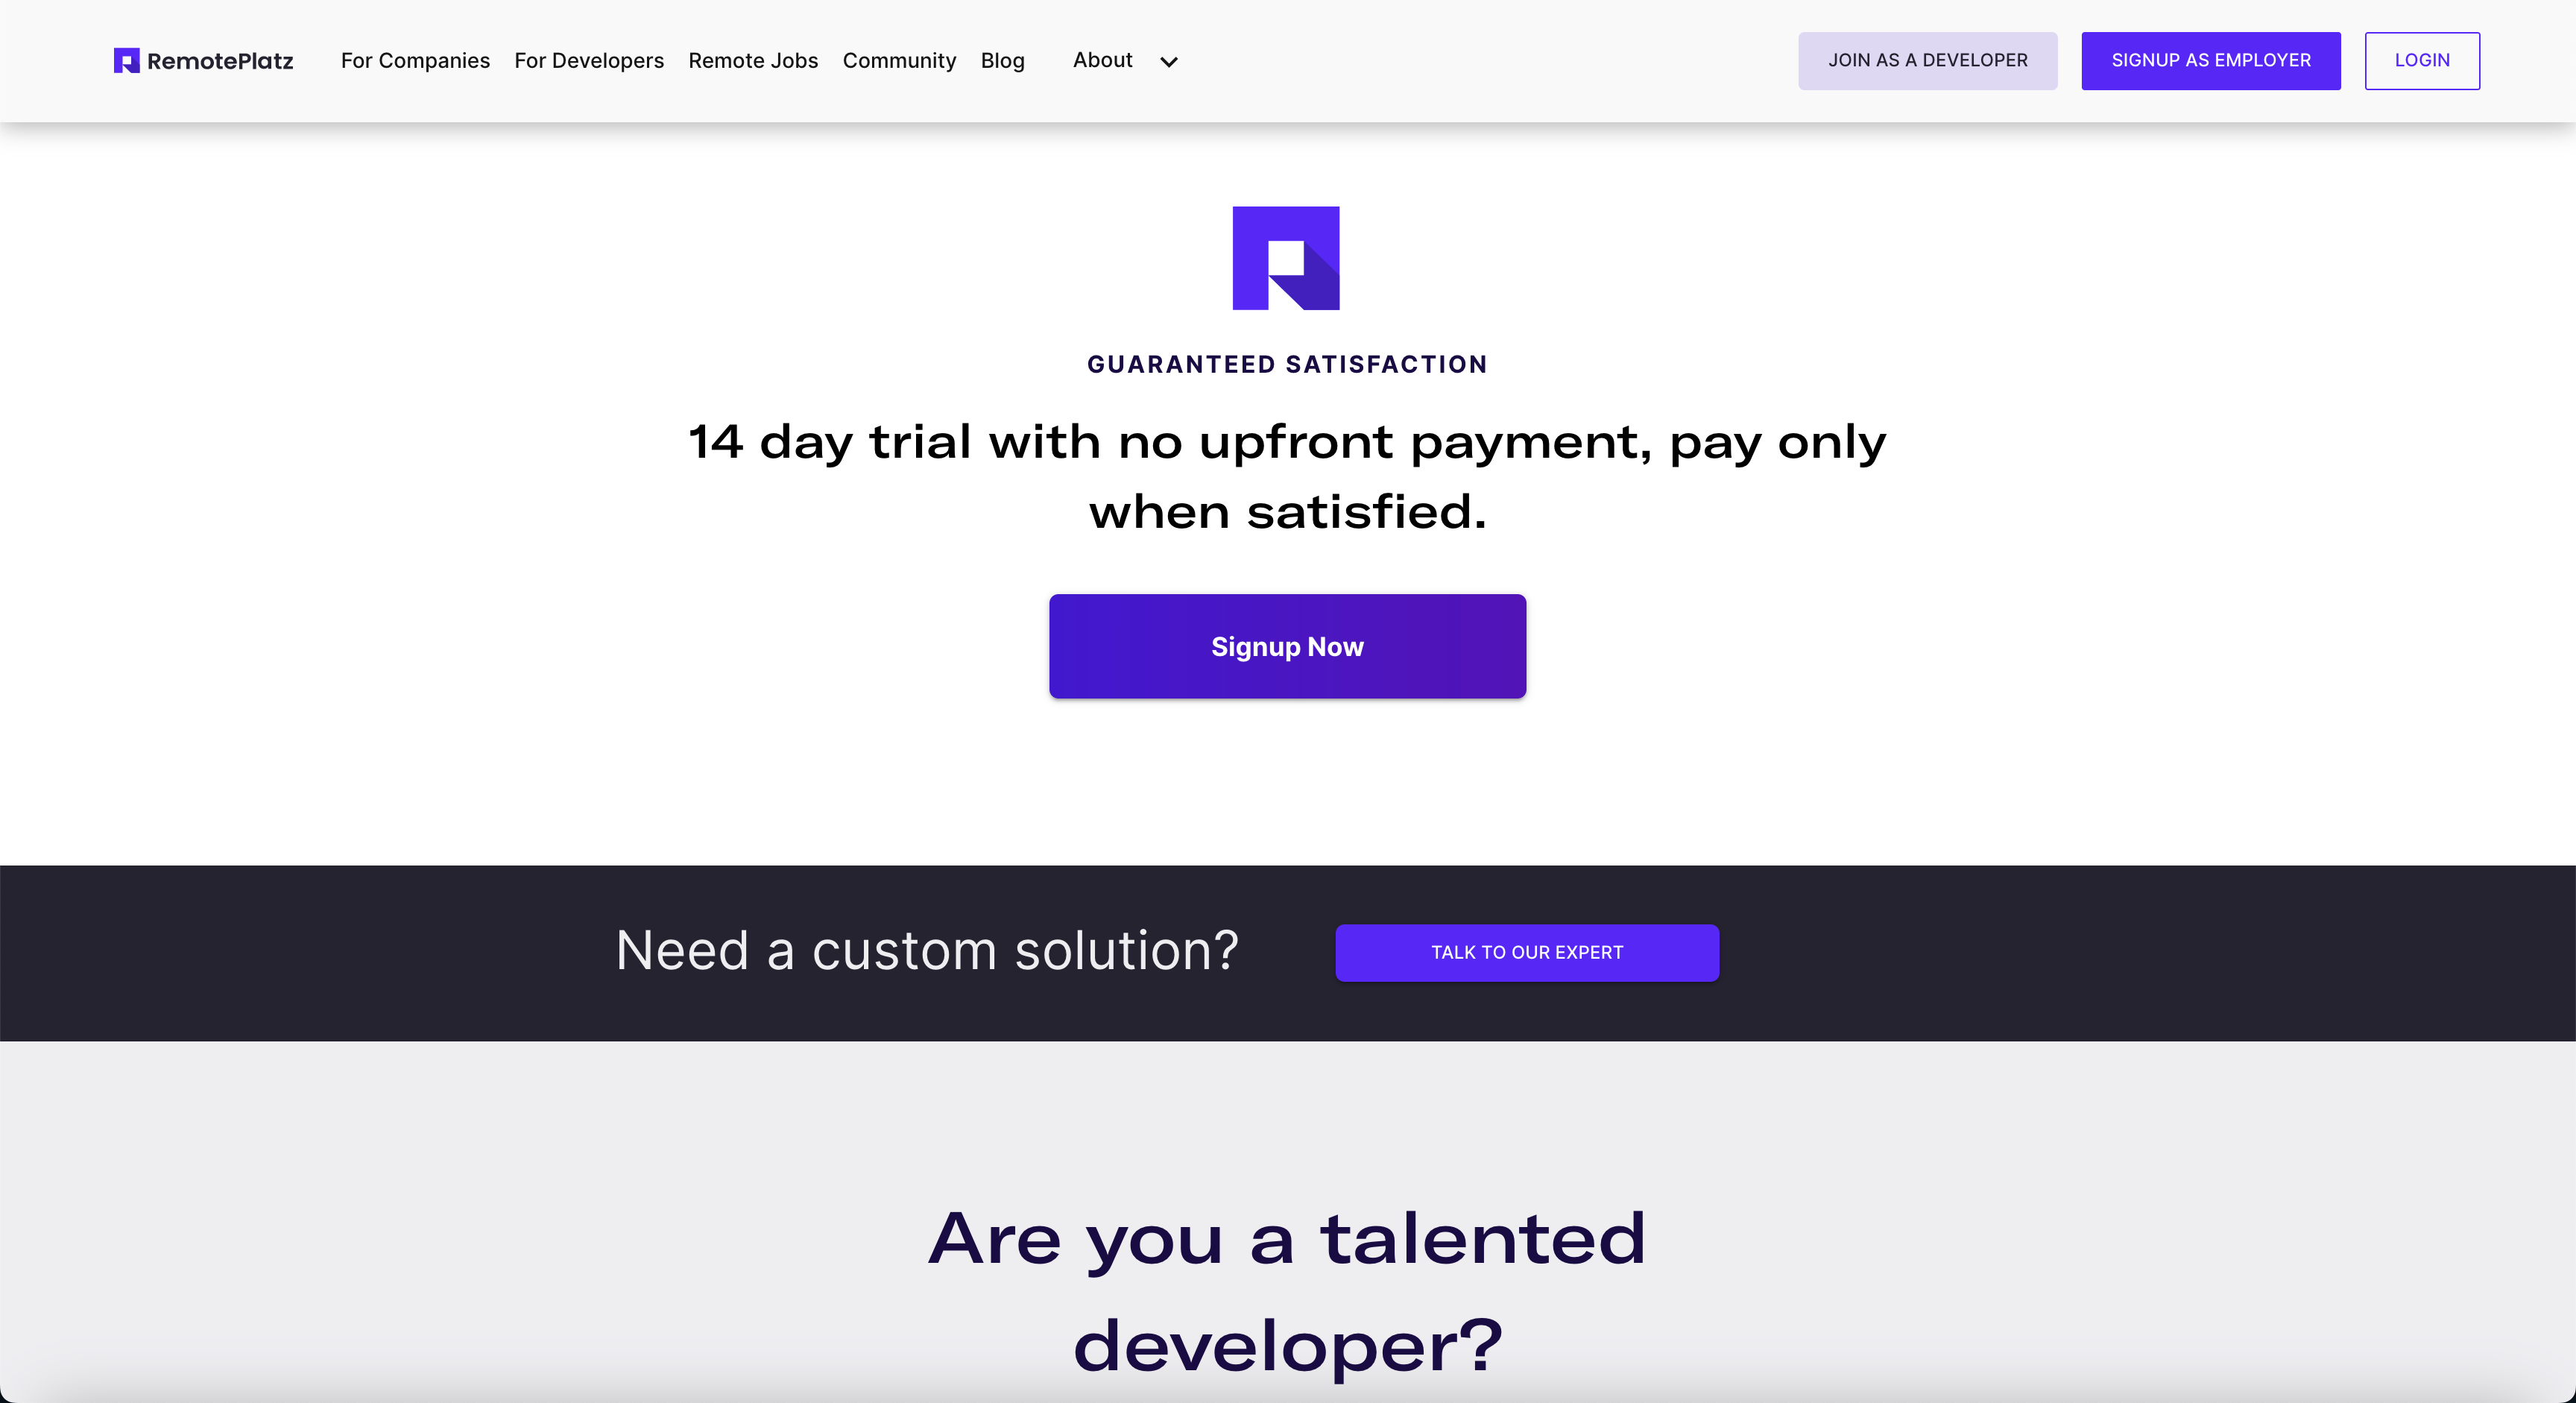 RemotePlatz For Companies For Developers Remote Jobs Community Blog About JOIN AS A DEVELOPER SIGNUP AS EMPLOYER LOGIN
GUARANTEED SATISFACTION
14 day trial with no upfront payment, pay only
when satisfied.
Signup Now
Need a custom solution? TALK TO OUR EXPERT
Are you a talented
developer?